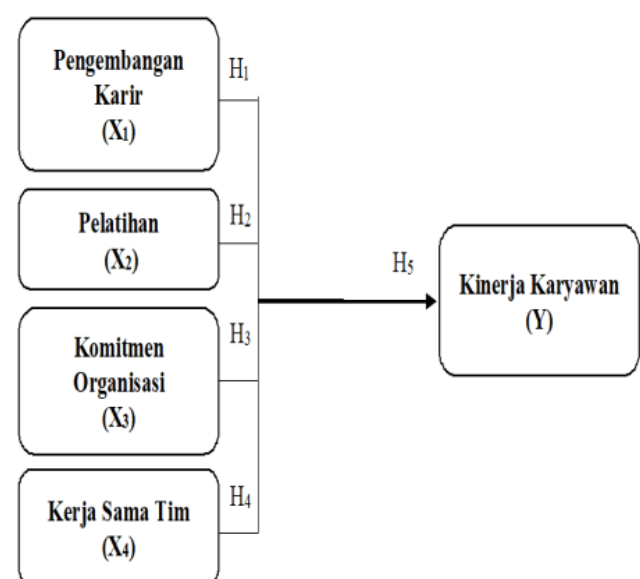 Pengembangan
Karir
(X₁)
H₁
Pelatihan
(X₂)
H₂
Komitmen
Organisasi
(X₃)
H₃
Kerja Sama Tim
(X₄)
H₄
H₅
Kinerja Karyawan
(Y)